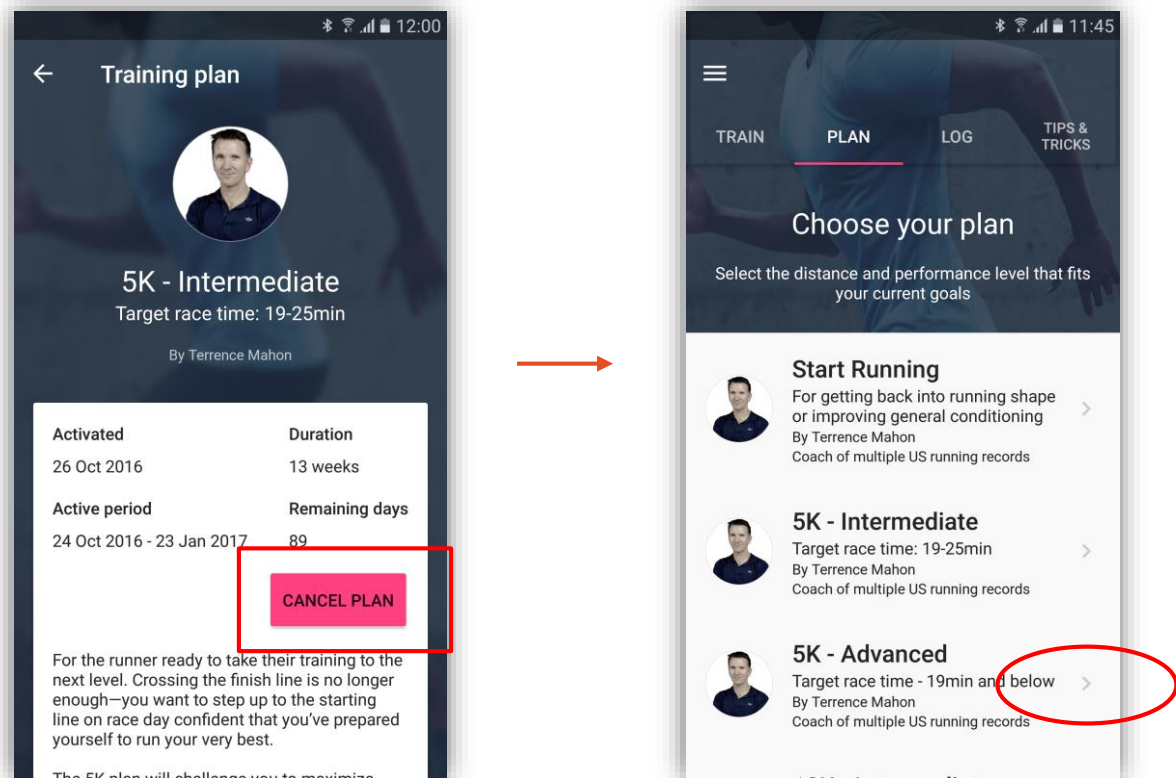 12:00
Training plan
5K - Intermediate
Target race time: 19-25min
By Terrence Mahon
Activated
Duration
26 Oct 2016
13 weeks
Active period
Remaining days
24 Oct 2016 - 23 Jan 2017
89
CANCEL PLAN
For the runner ready to take their training to the
next level. Crossing the finish line is no longer
enough—you want to step up to the starting
line on race day confident that you've prepared
yourself to run your very best.
The 5K plan will challenge you to maximize
11:45
TRAIN
PLAN
LOG
TIPS &
TRICKS
Choose your plan
Select the distance and performance level that fits
your current goals
Start Running
For getting back into running shape
or improving general conditioning
By Terrence Mahon
Coach of multiple US running records
5K - Intermediate
Target race time: 19-25min
By Terrence Mahon
Coach of multiple US running records
5K - Advanced
Target race time - 19min and below
By Terrence Mahon
Coach of multiple US running records